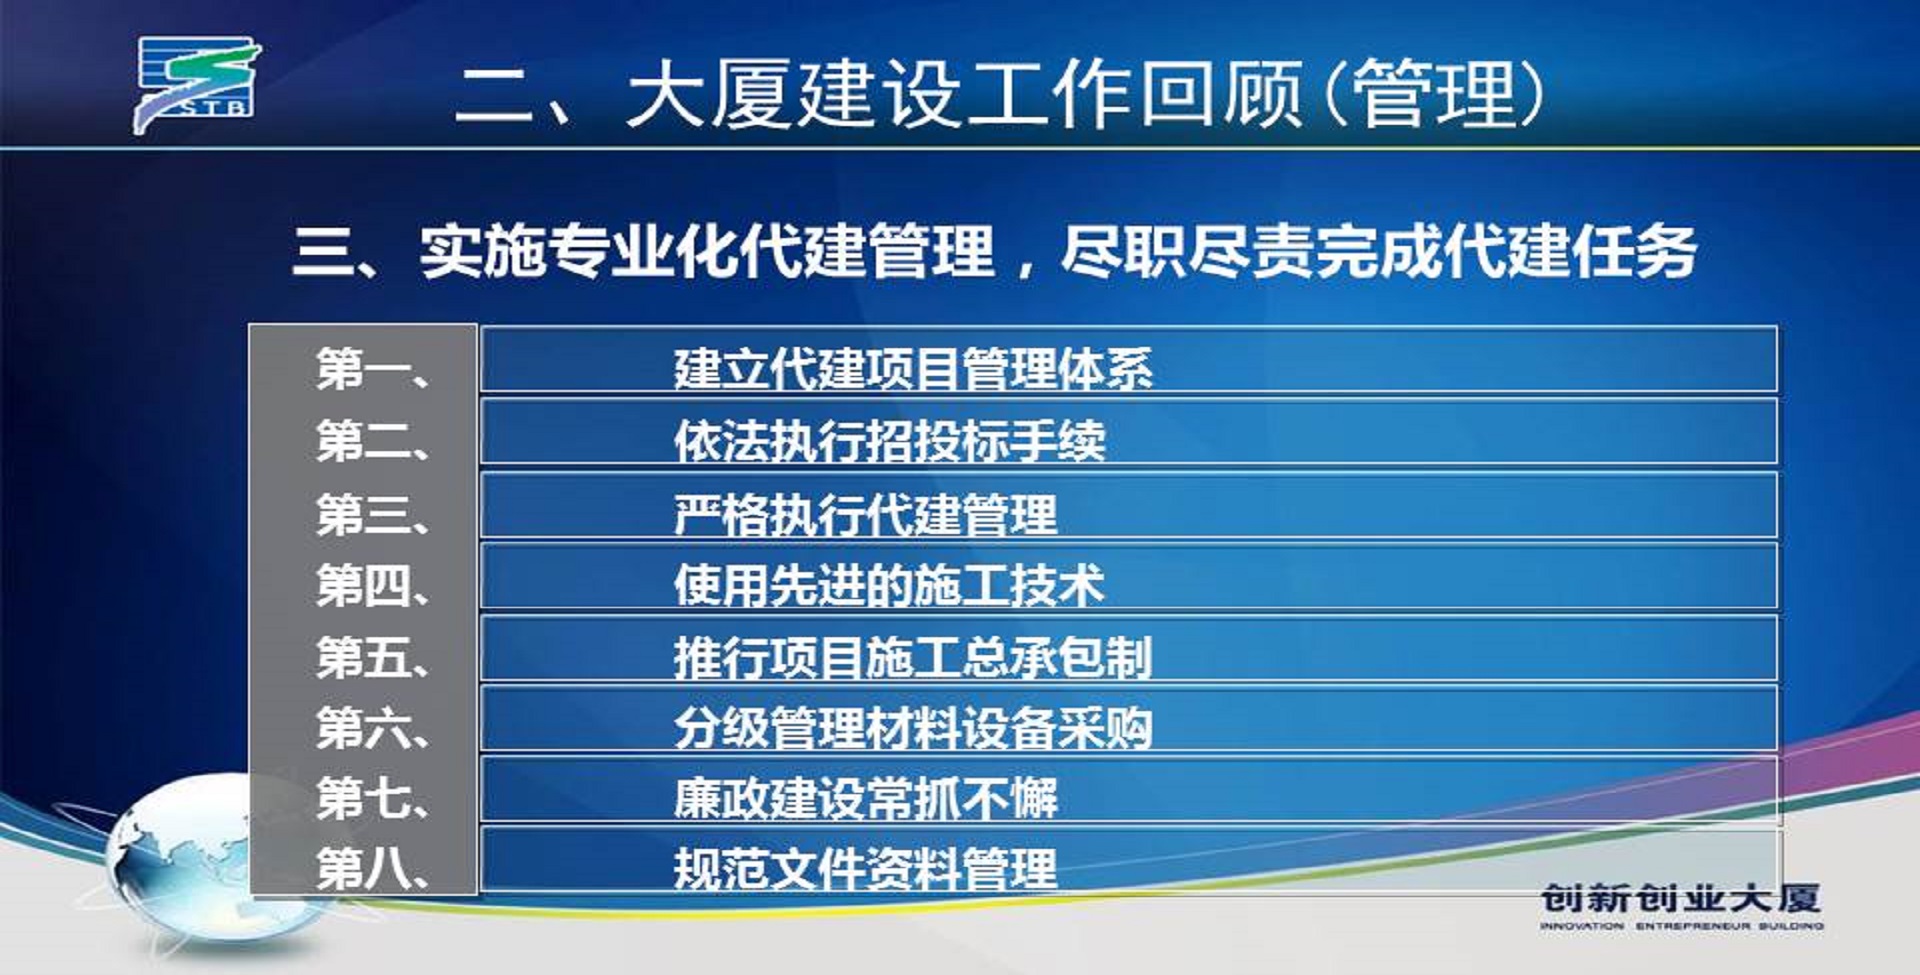 STB
二、大厦建设工作回顾(管理)
三、实施专业化代建管理，尽职尽责完成代建任务
第一、 建立代建项目管理体系
第二、 依法执行招投标手续
第三、 严格执行代建管理
第四、 使用先进的施工技术
第五、 推行项目施工总承包制
第六、 分级管理材料设备采购
第七、 廉政建设常抓不懈
第八、 规范文件资料管理
创新创业大厦
INNOVATION ENTREPRENEUR BUILDING